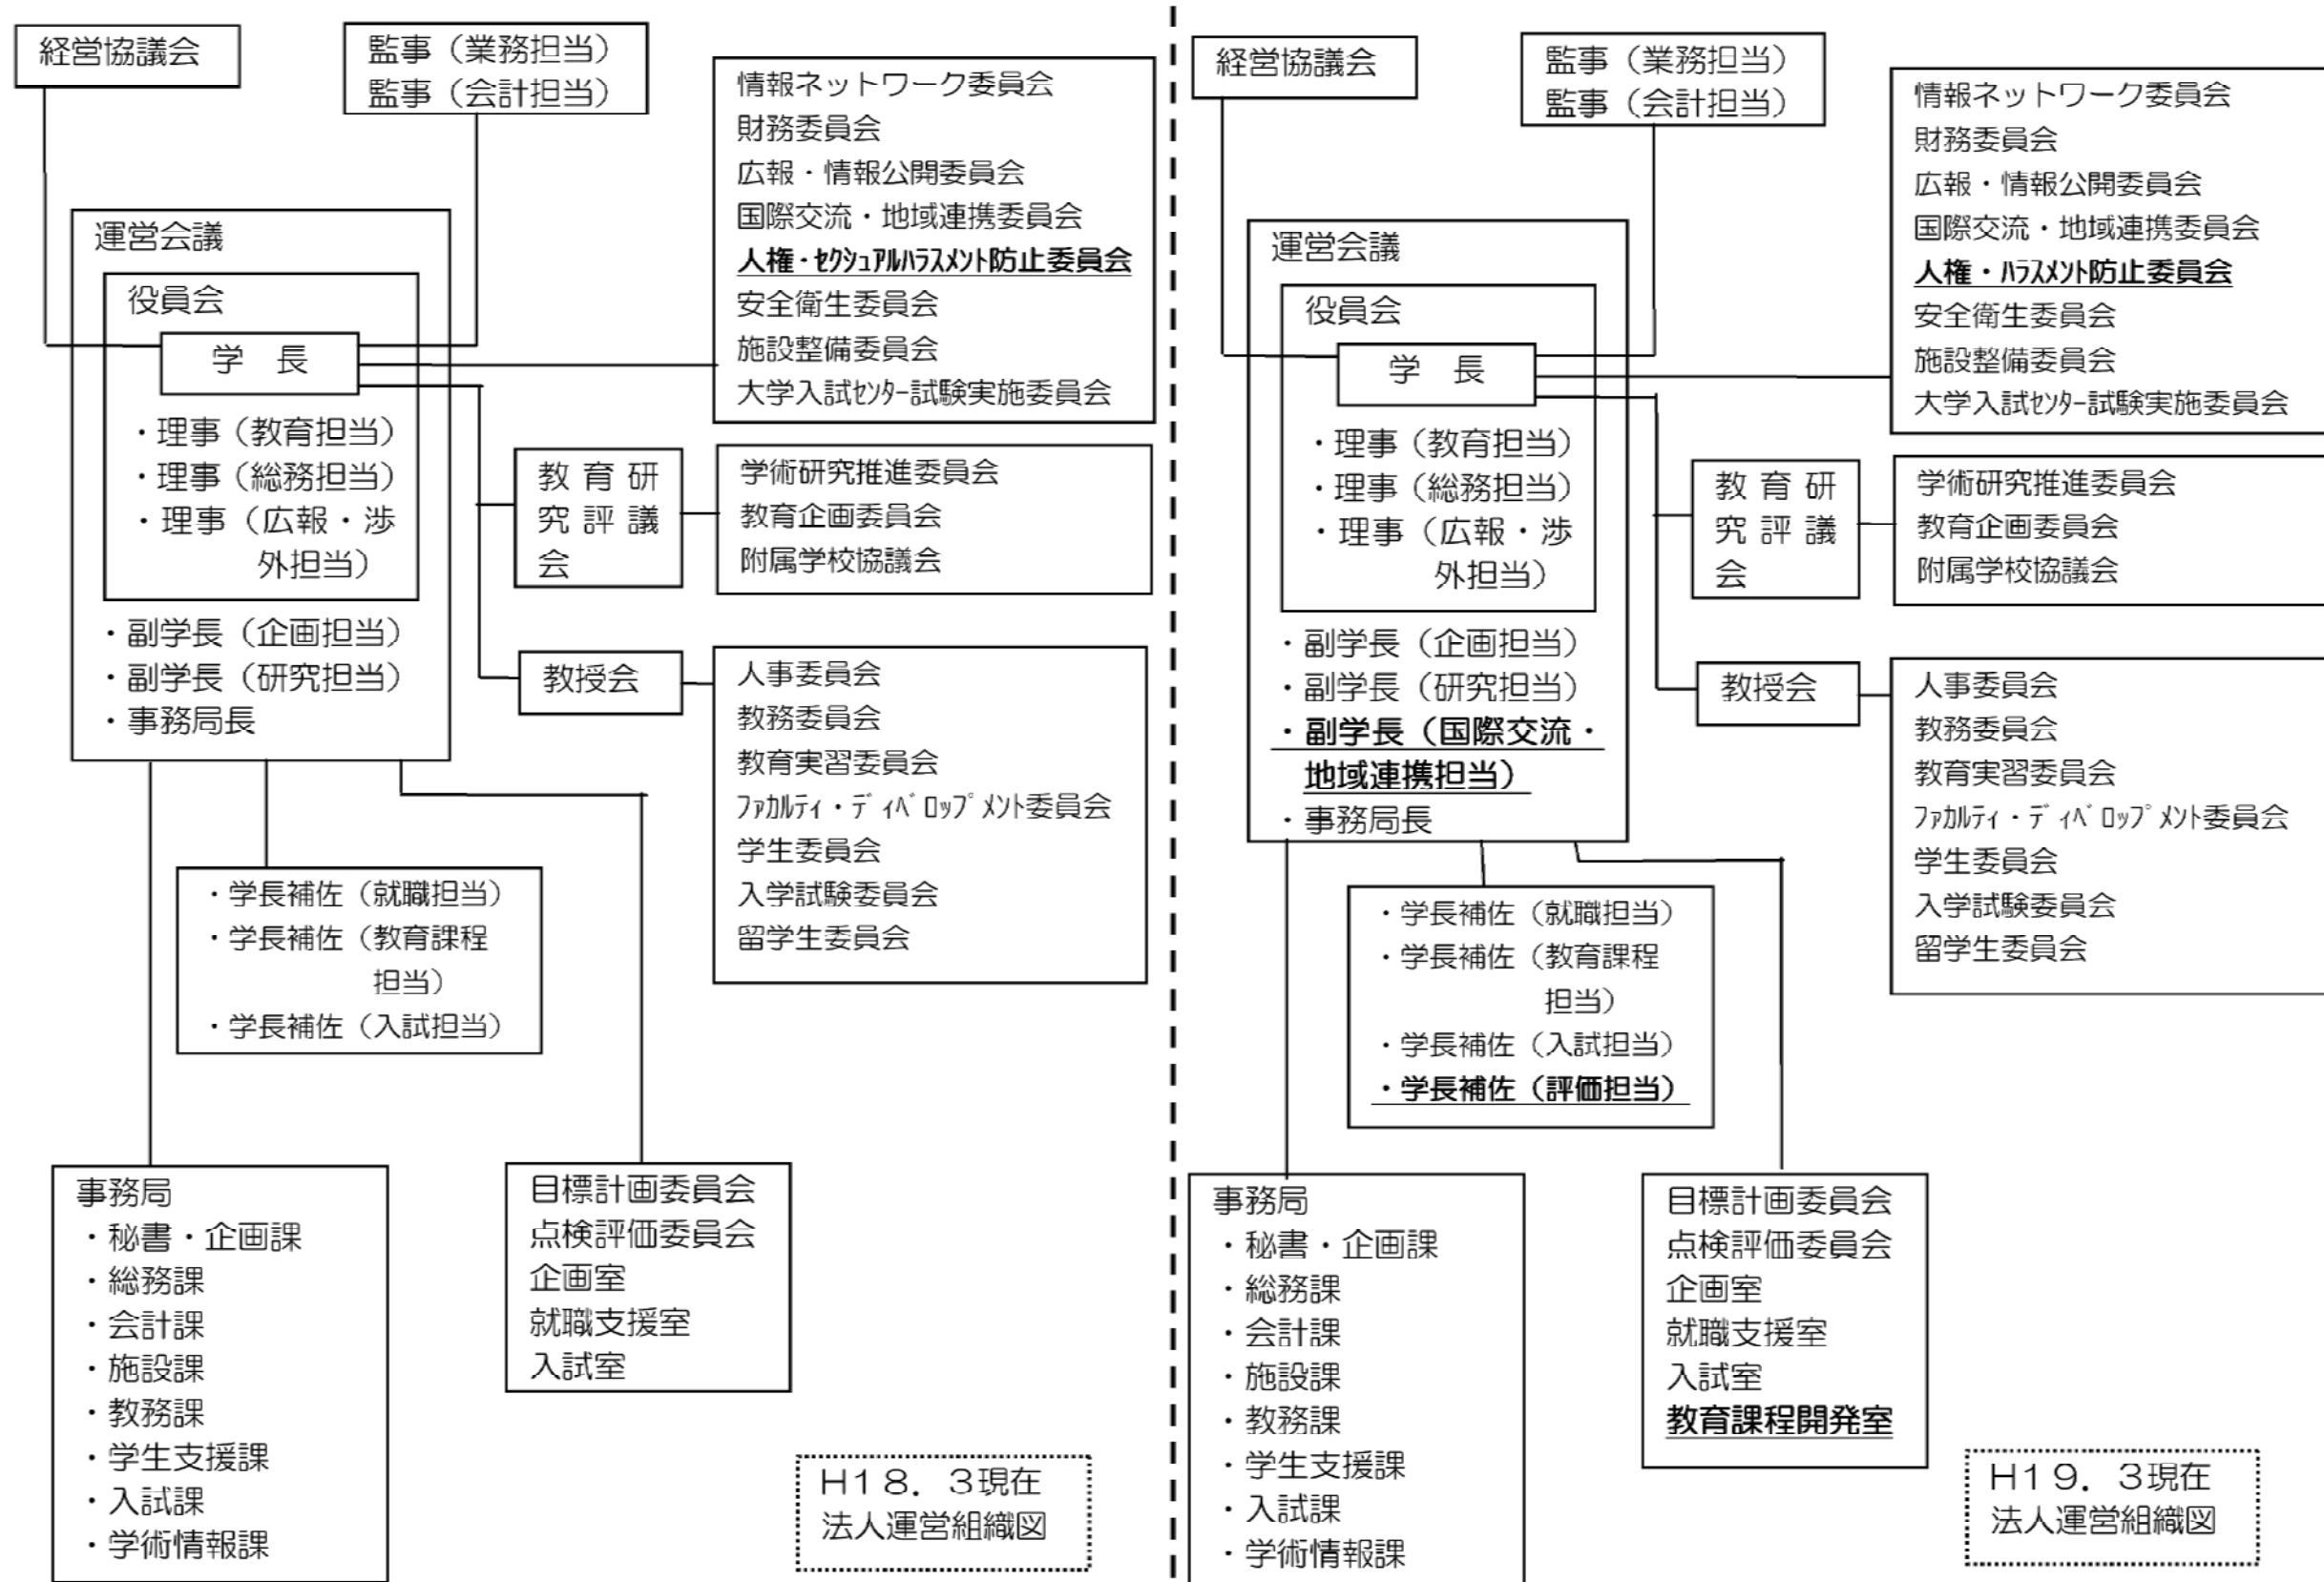 経営協議会
監事（業務担当）
監事（会計担当）
情報ネットワーク委員会
財務委員会
広報・情報公開委員会
国際交流・地域連携委員会
人権・ｾｸｼｭｱﾙﾊﾗｽﾒﾝﾄ防止委員会
安全衛生委員会
施設整備委員会
大学入試ｾﾝﾀｰ試験実施委員会
運営会議
役員会
学　長
・理事（教育担当）
・理事（総務担当）
・理事（広報・渉
外担当）
・副学長（企画担当）
・副学長（研究担当）
・事務局長
教 育 研
究 評 議
会
学術研究推進委員会
教育企画委員会
附属学校協議会
教授会
人事委員会
教務委員会
教育実習委員会
ﾌｧｶﾙﾃｨ・ﾃﾞｨﾍﾞﾛｯﾌﾟﾒﾝﾄ委員会
学生委員会
入学試験委員会
留学生委員会
・学長補佐（就職担当）
・学長補佐（教育課程
担当）
・学長補佐（入試担当）
事務局
・秘書・企画課
・総務課
・会計課
・施設課
・教務課
・学生支援課
・入試課
・学術情報課
目標計画委員会
点検評価委員会
企画室
就職支援室
入試室
Ｈ１８．３現在
法人運営組織図
経営協議会
監事（業務担当）
監事（会計担当）
情報ネットワーク委員会
財務委員会
広報・情報公開委員会
国際交流・地域連携委員会
人権・ﾊﾗｽﾒﾝﾄ防止委員会
安全衛生委員会
施設整備委員会
大学入試ｾﾝﾀｰ試験実施委員会
運営会議
役員会
学　長
・理事（教育担当）
・理事（総務担当）
・理事（広報・渉
外担当）
・副学長（企画担当）
・副学長（研究担当）
・副学長（国際交流・
地域連携担当）
・事務局長
教 育 研
究 評 議
会
学術研究推進委員会
教育企画委員会
附属学校協議会
教授会
人事委員会
教務委員会
教育実習委員会
ﾌｧｶﾙﾃｨ・ﾃﾞｨﾍﾞﾛｯﾌﾟﾒﾝﾄ委員会
学生委員会
入学試験委員会
留学生委員会
・学長補佐（就職担当）
・学長補佐（教育課程
担当）
・学長補佐（入試担当）
・学長補佐（評価担当）
事務局
・秘書・企画課
・総務課
・会計課
・施設課
・教務課
・学生支援課
・入試課
・学術情報課
目標計画委員会
点検評価委員会
企画室
就職支援室
入試室
教育課程開発室
Ｈ１９．３現在
法人運営組織図